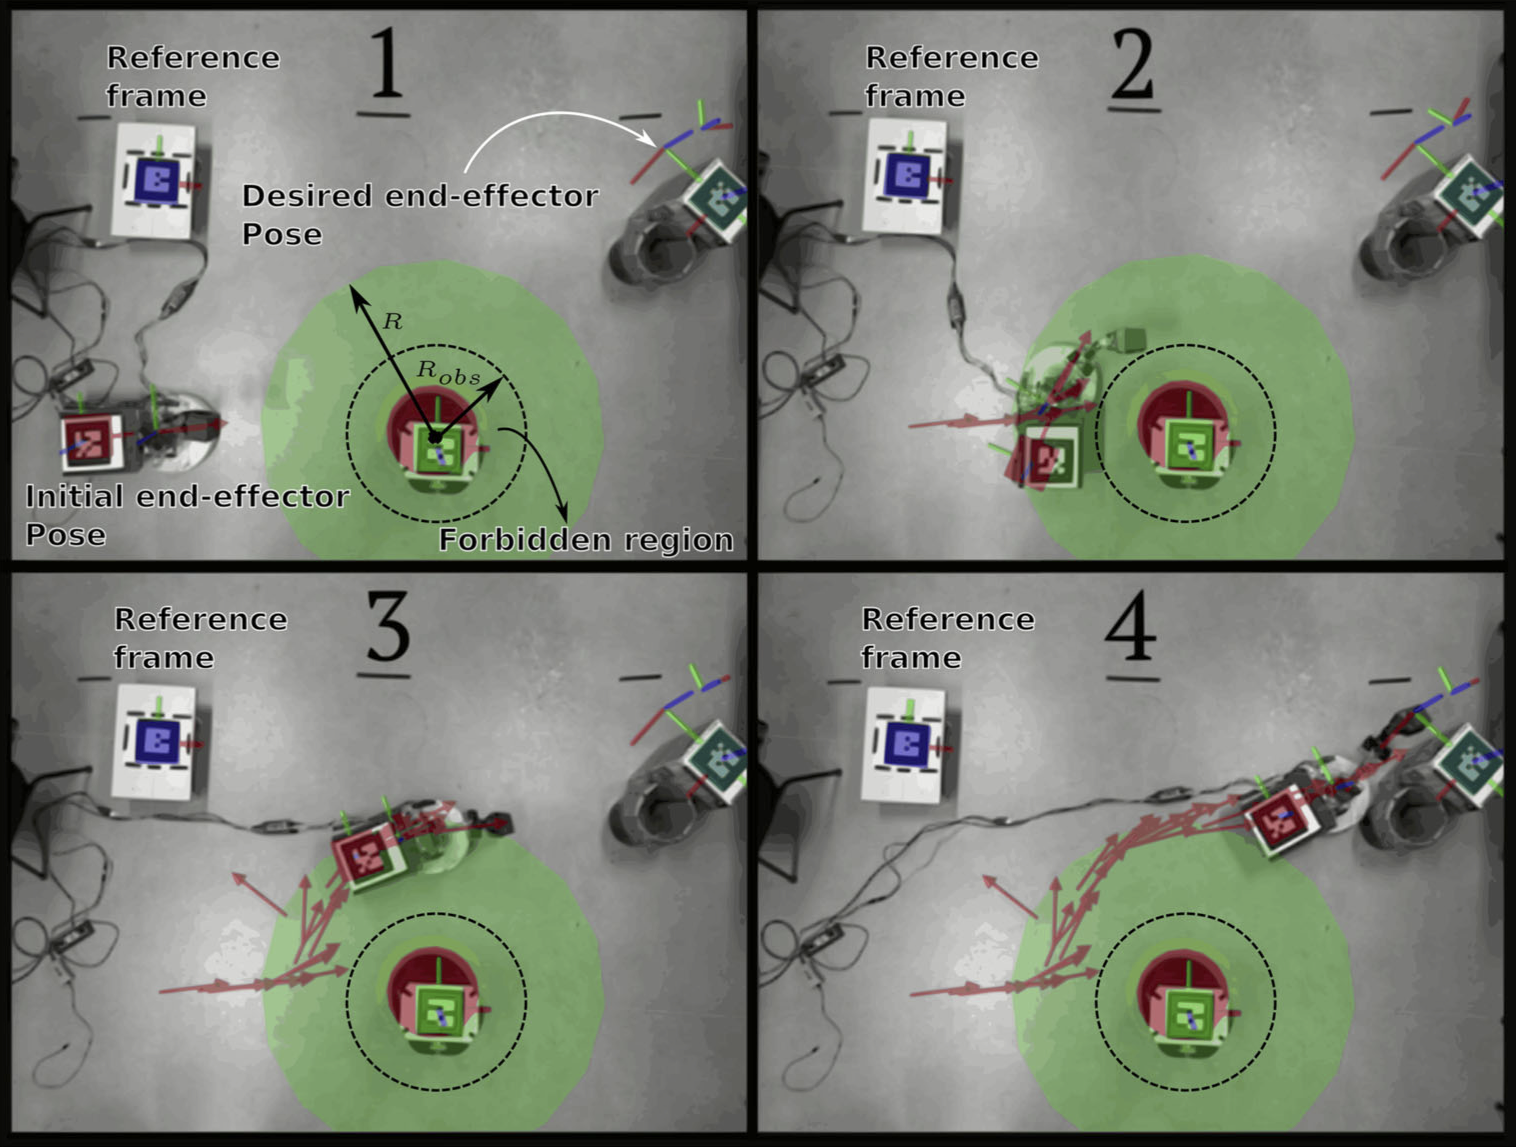 Reference
frame
1
Desired end-effector
Pose
R
R_obs
Initial end-effector
Pose
Forbidden region
Reference
frame
2
Reference
frame
3
Reference
frame
4